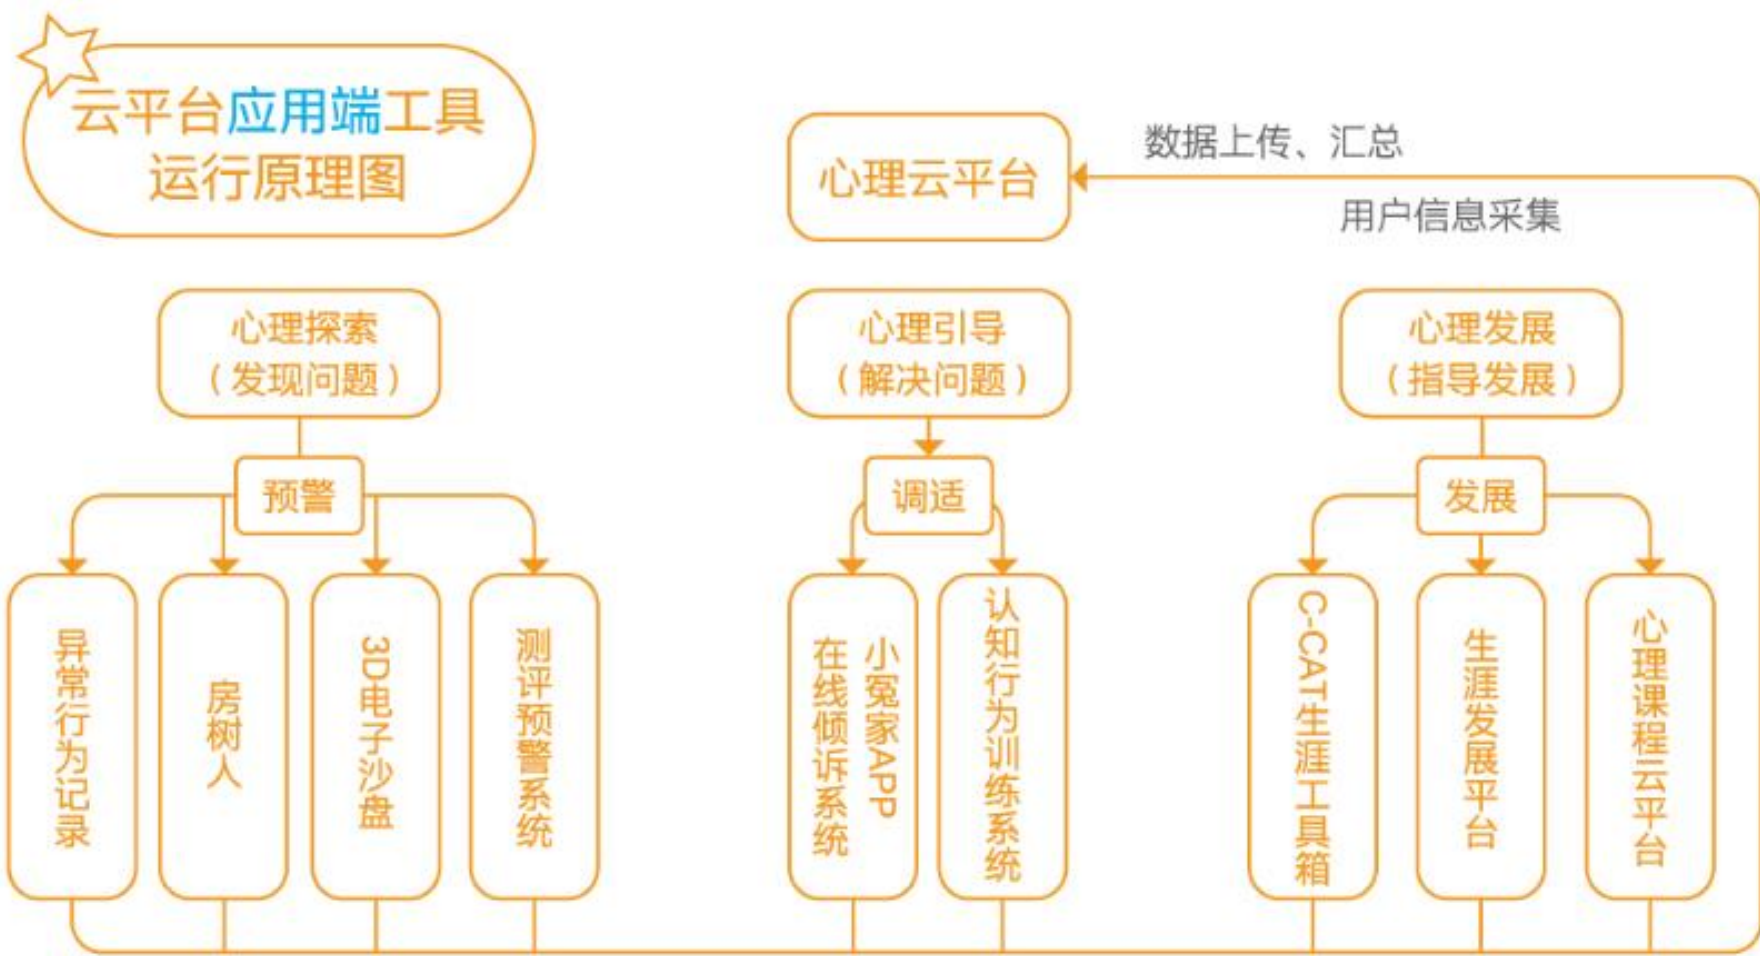 云平台应用端工具
运行原理图
心理云平台
数据上传、汇总
用户信息采集
心理探索
（发现问题）
心理引导
（解决问题）
心理发展
（指导发展）
预警
调适
发展
异常行为记录
房树人
3D电子沙盘
测评预警系统
小冤家APP
在线倾诉系统
认知行为训练系统
C-CAT生涯工具箱
生涯发展平台
心理课程云平台